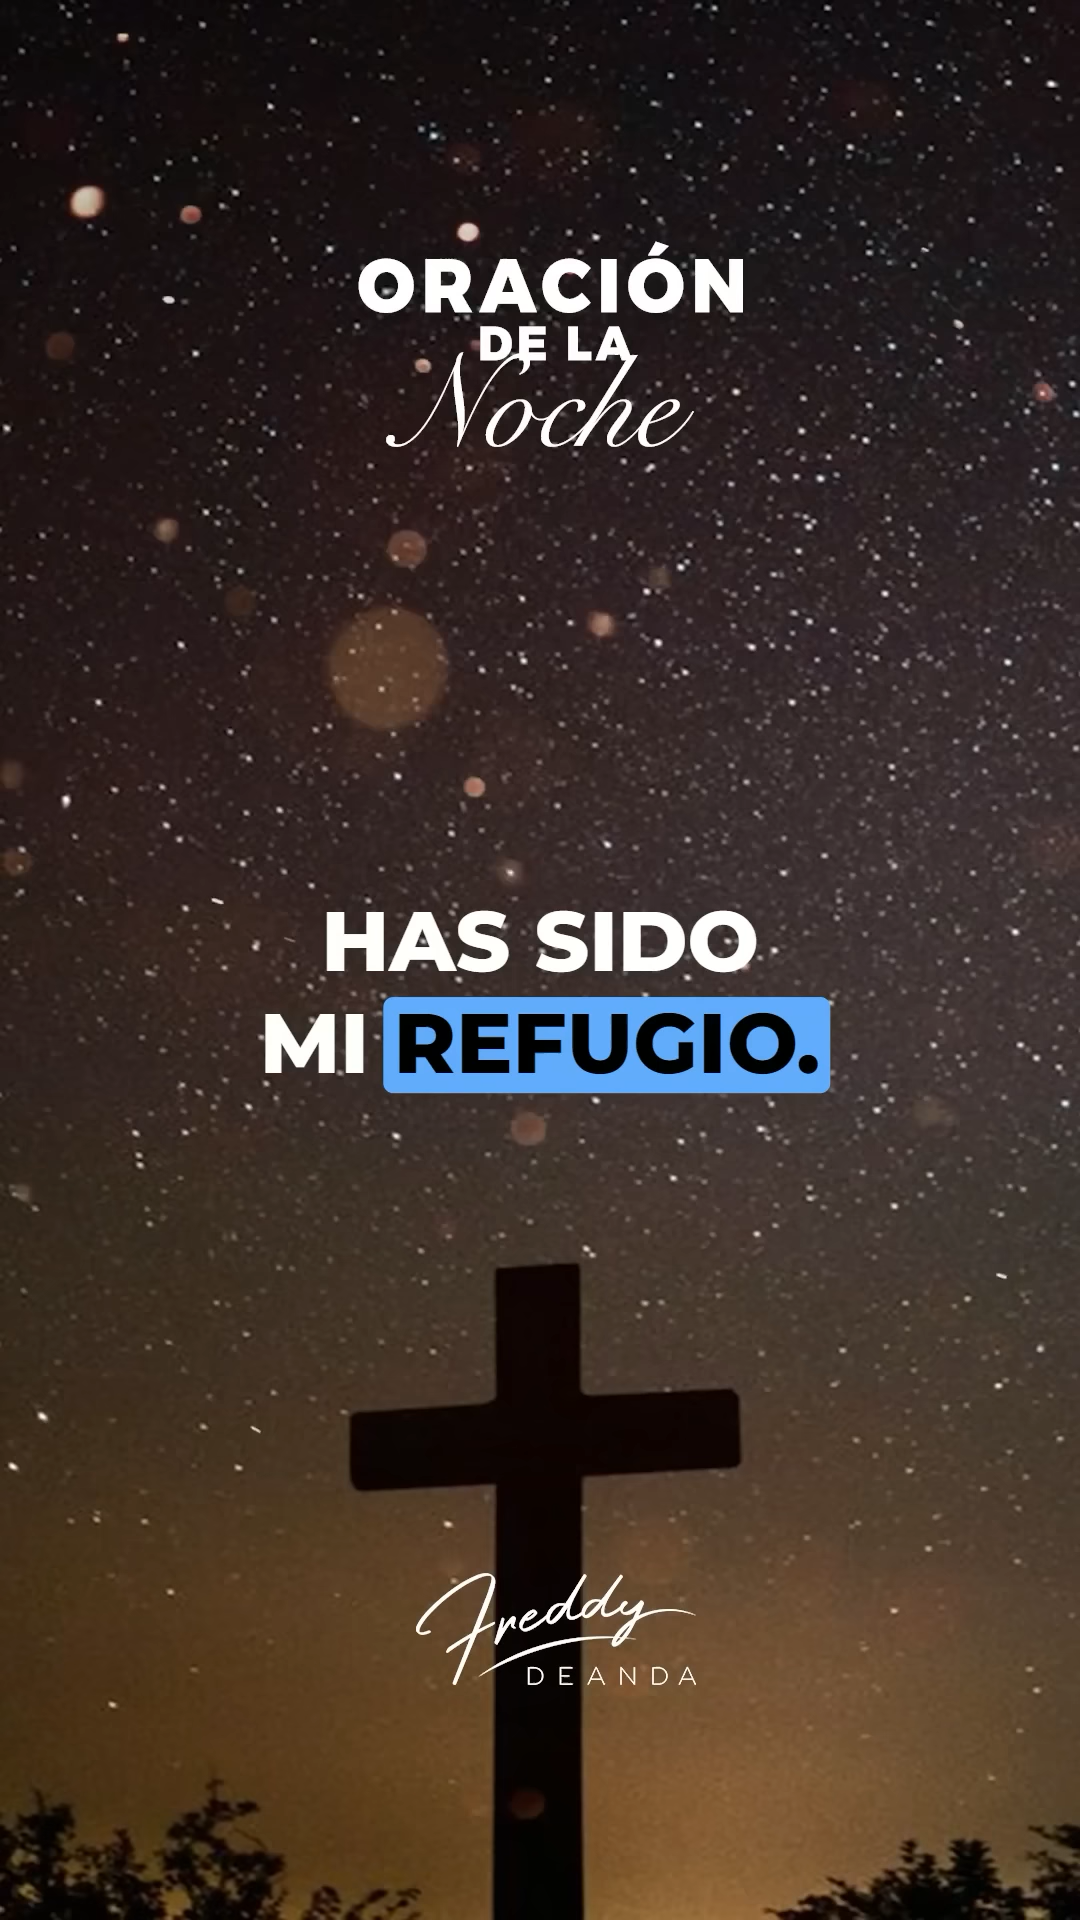 ORACIÓN
DE LA
Noche
HAS SIDO
MI REFUGIO.
Freddy
DEANDA